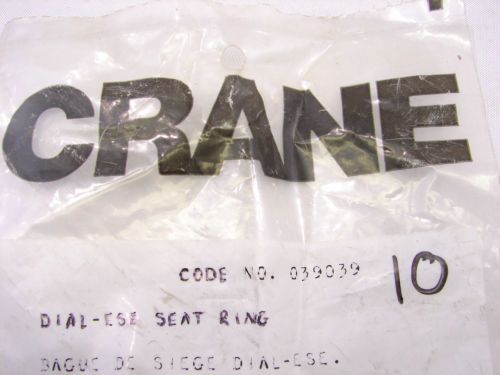 CRANE
CODE NO. 039039
10
DIAL-ESE SEAT RING
BAGUE DE SIEGE DIAL-ESE.